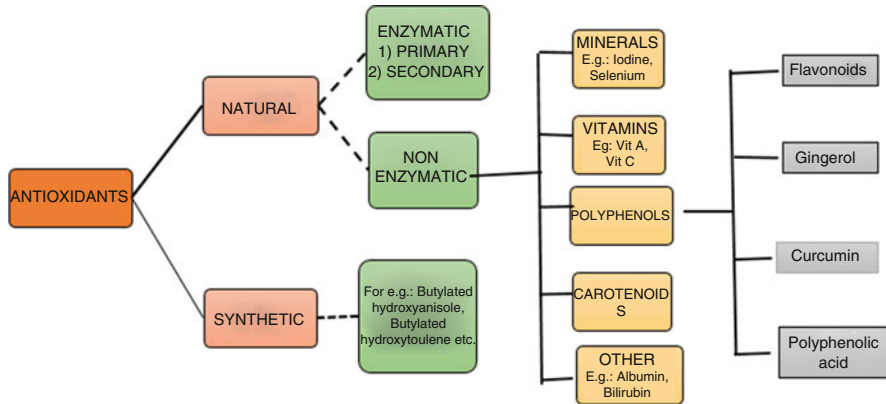 ANTIOXIDANTS
NATURAL
SYNTHETIC
ENZYMATIC
1) PRIMARY
2) SECONDARY
NON
ENZYMATIC
For e.g.: Butylated
hydroxyanisole,
Butylated
hydroxytoulene etc.
MINERALS
E.g.: Iodine,
Selenium
VITAMINS
Eg: Vit A,
Vit C
POLYPHENOLS
CAROTENOID
S
OTHER
E.g.: Albumin,
Bilirubin
Flavonoids
Gingerol
Curcumin
Polyphenolic
acid